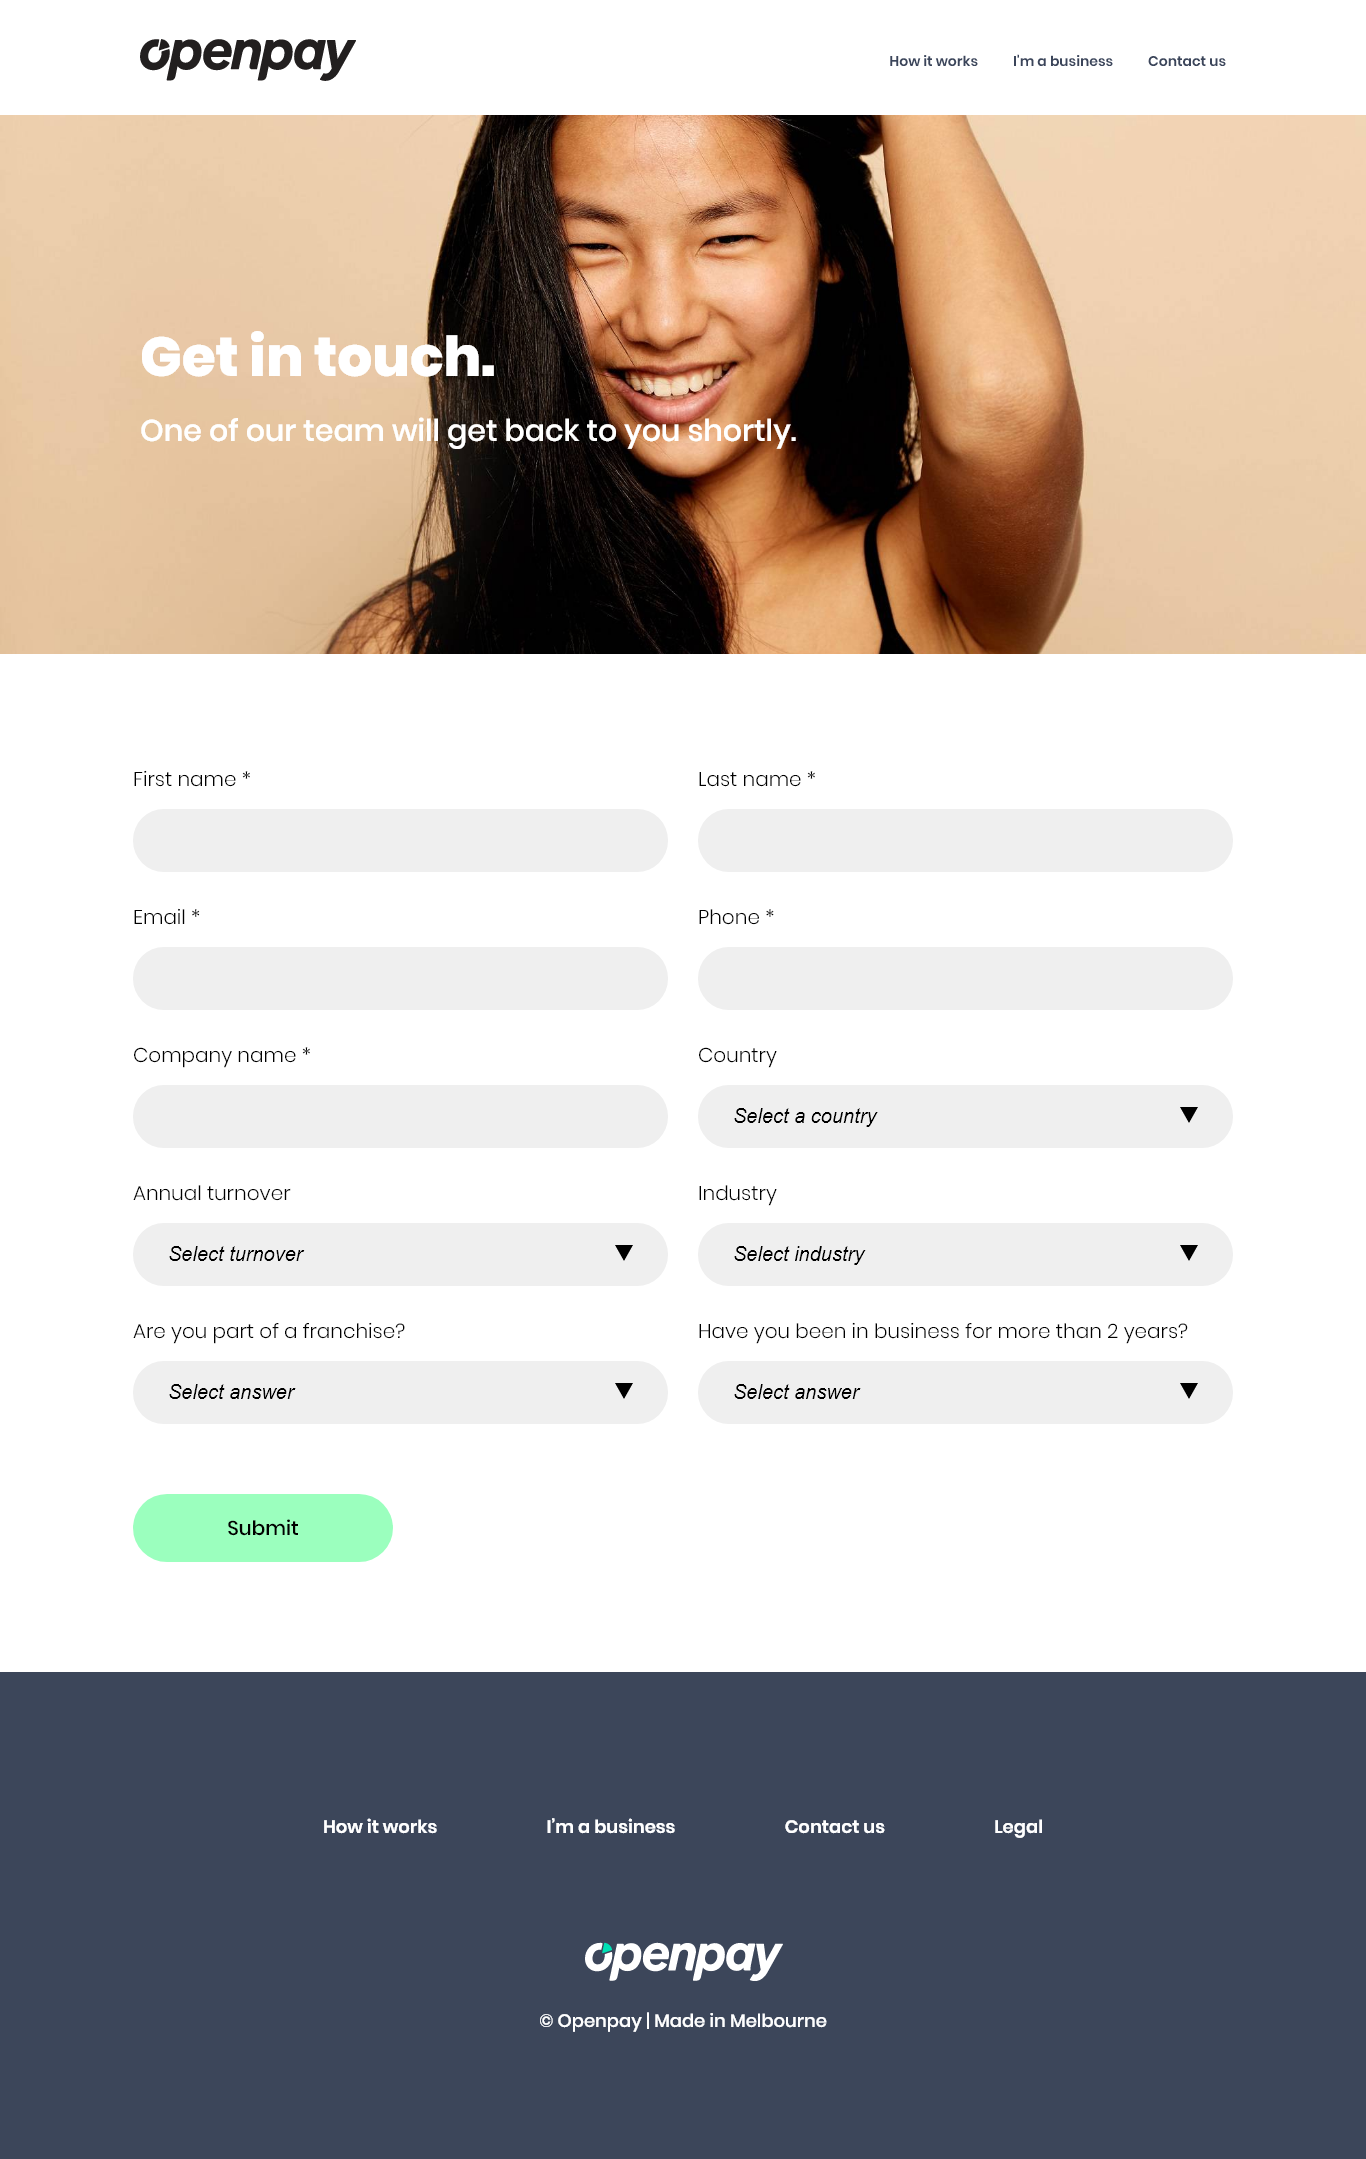 openpay
How it works
I'm a business
Contact us
Get in touch.
One of our team will get back to you shortly.
First name *
Last name *
Email *
Phone *
Company name *
Country
Select a country
Annual turnover
Industry
Select turnover
Select industry
Are you part of a franchise?
Have you been in business for more than 2 years?
Select answer
Select answer
Submit
How it works
I'm a business
Contact us
Legal
openpay
© Openpay | Made in Melbourne